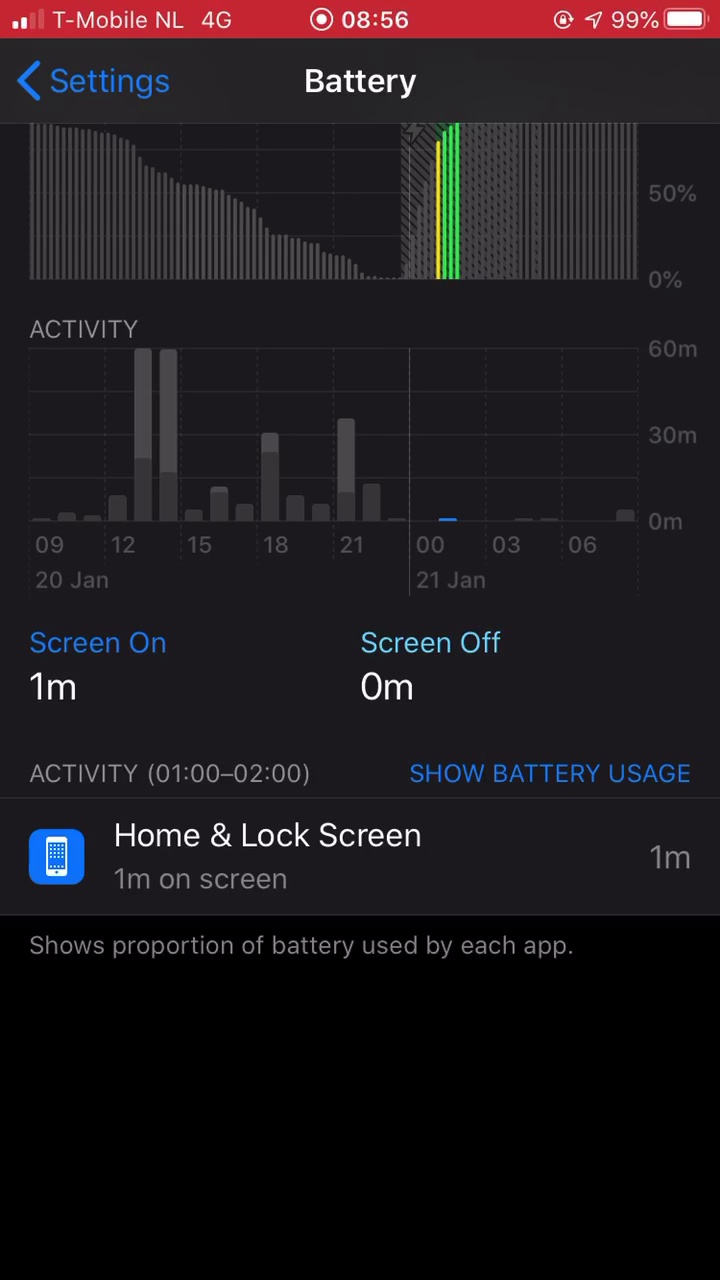 T-Mobile NL 4G 08:56 99%
Settings Battery
50%
0%
ACTIVITY
60m
30m
0m
09 12 15 18 21 00 03 06
20 Jan 21 Jan
Screen On Screen Off
1m 0m
ACTIVITY (01:00–02:00) SHOW BATTERY USAGE
Home & Lock Screen
1m on screen
1m
Shows proportion of battery used by each app.